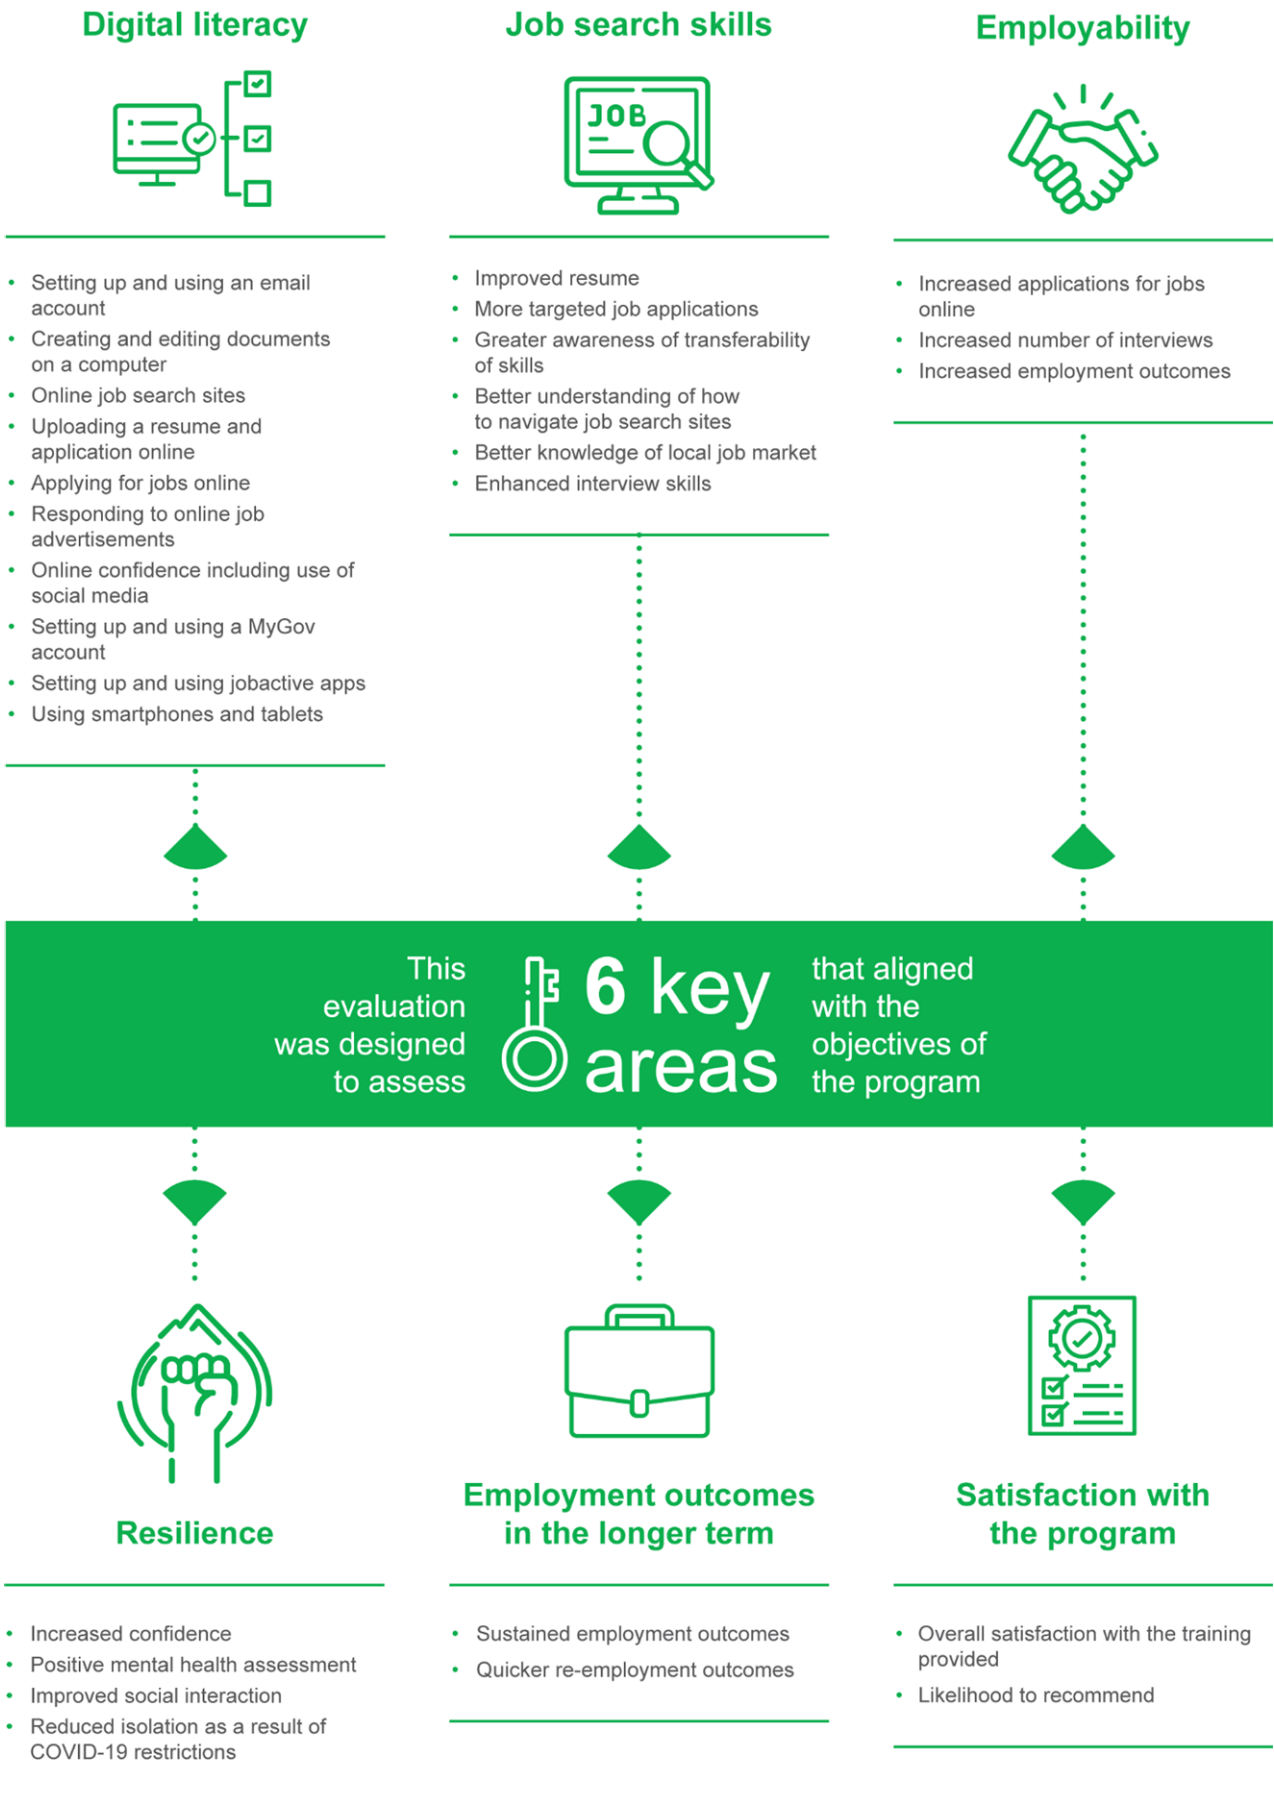 Digital literacy
Setting up and using an email
account
Creating and editing documents
on a computer
Online job search sites
Uploading a resume and
application online
Applying for jobs online
Responding to online job
advertisements
Online confidence including use of
social media
Setting up and using a MyGov
account
Setting up and using jobactive apps
Using smartphones and tablets
Job search skills
JOB
Improved resume
More targeted job applications
Greater awareness of transferability
of skills
Better understanding of how
to navigate job search sites
Better knowledge of local job market
Enhanced interview skills
Employability
Increased applications for jobs
online
Increased number of interviews
Increased employment outcomes
This
evaluation
was designed
to assess
6 key
areas
that aligned
with the
objectives of
the program
Resilience
Increased confidence
Positive mental health assessment
Improved social interaction
Reduced isolation as a result of
COVID-19 restrictions
Employment outcomes
in the longer term
Sustained employment outcomes
Quicker re-employment outcomes
Satisfaction with
the program
Overall satisfaction with the training
provided
Likelihood to recommend